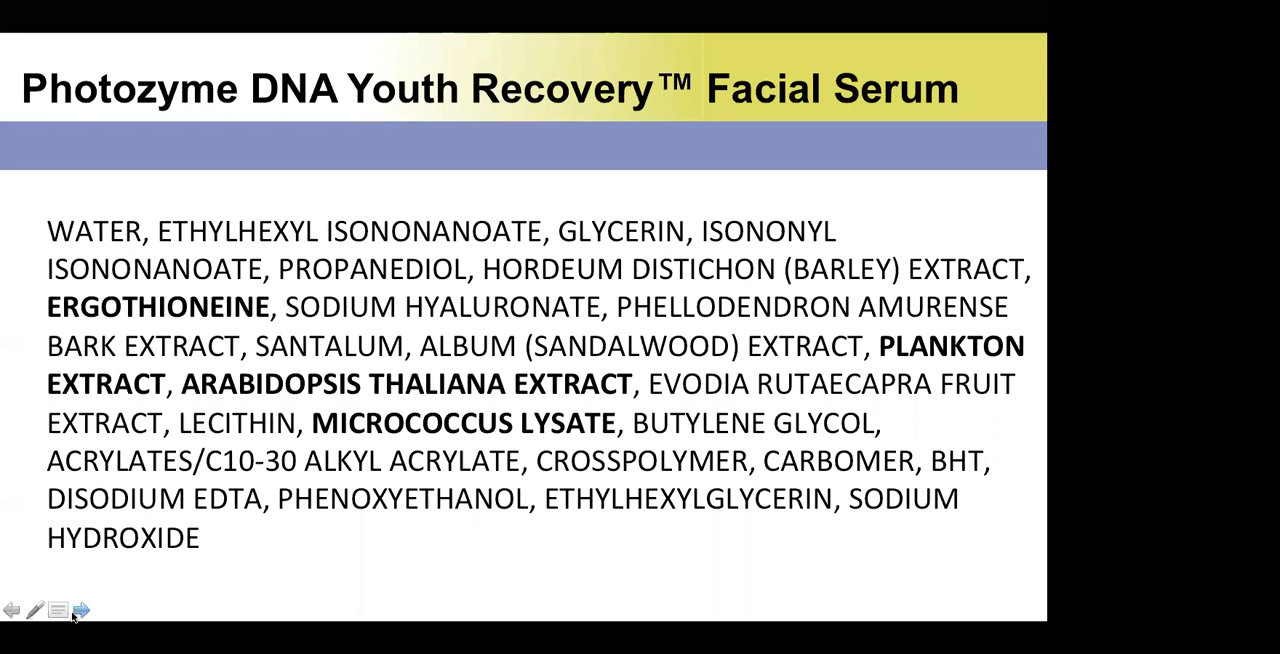 Photozyme DNA Youth Recovery™ Facial Serum
WATER, ETHYLHEXYL ISONONANOATE, GLYCERIN, ISONONYL
ISONONANOATE, PROPANEDIOL, HORDEUM DISTICHON (BARLEY) EXTRACT,
ERGOTHIONEINE, SODIUM HYALURONATE, PHELLODENDRON AMURENSE
BARK EXTRACT, SANTALUM, ALBUM (SANDALWOOD) EXTRACT, PLANKTON
EXTRACT, ARABIDOPSIS THALIANA EXTRACT, EVODIA RUTAECAPRA FRUIT
EXTRACT, LECITHIN, MICROCOCCUS LYSATE, BUTYLENE GLYCOL,
ACRYLATES/C10-30 ALKYL ACRYLATE, CROSSPOLYMER, CARBOMER, BHT,
DISODIUM EDTA, PHENOXYETHANOL, ETHYLHEXYLGLYCERIN, SODIUM
HYDROXIDE